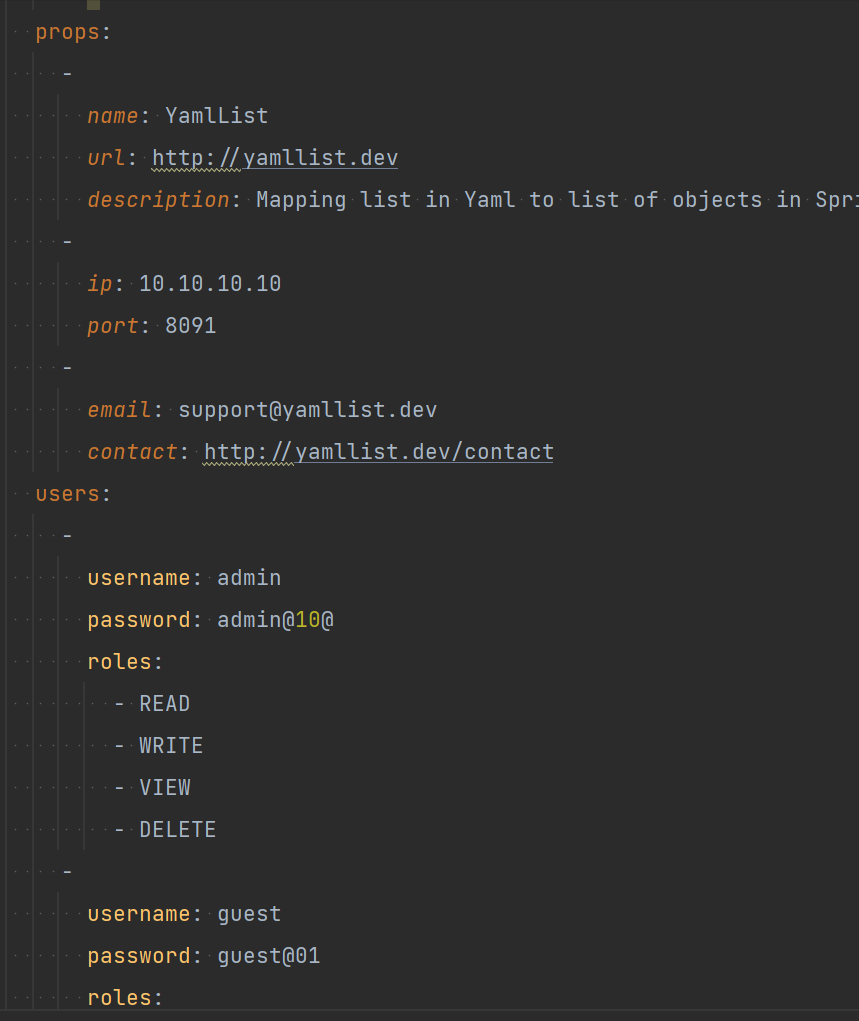 props:
-
name: YamlList
url: http://yamllist.dev
description: Mapping list in Yaml to list of objects in
-
ip: 10.10.10.10
port: 8091
-
email: support@yamllist.dev
contact: http://yamllist.dev/contact
users:
-
username: admin
password: admin@10@
roles:
- READ
- WRITE
- VIEW
- DELETE
-
username: guest
password: guest@01
roles: